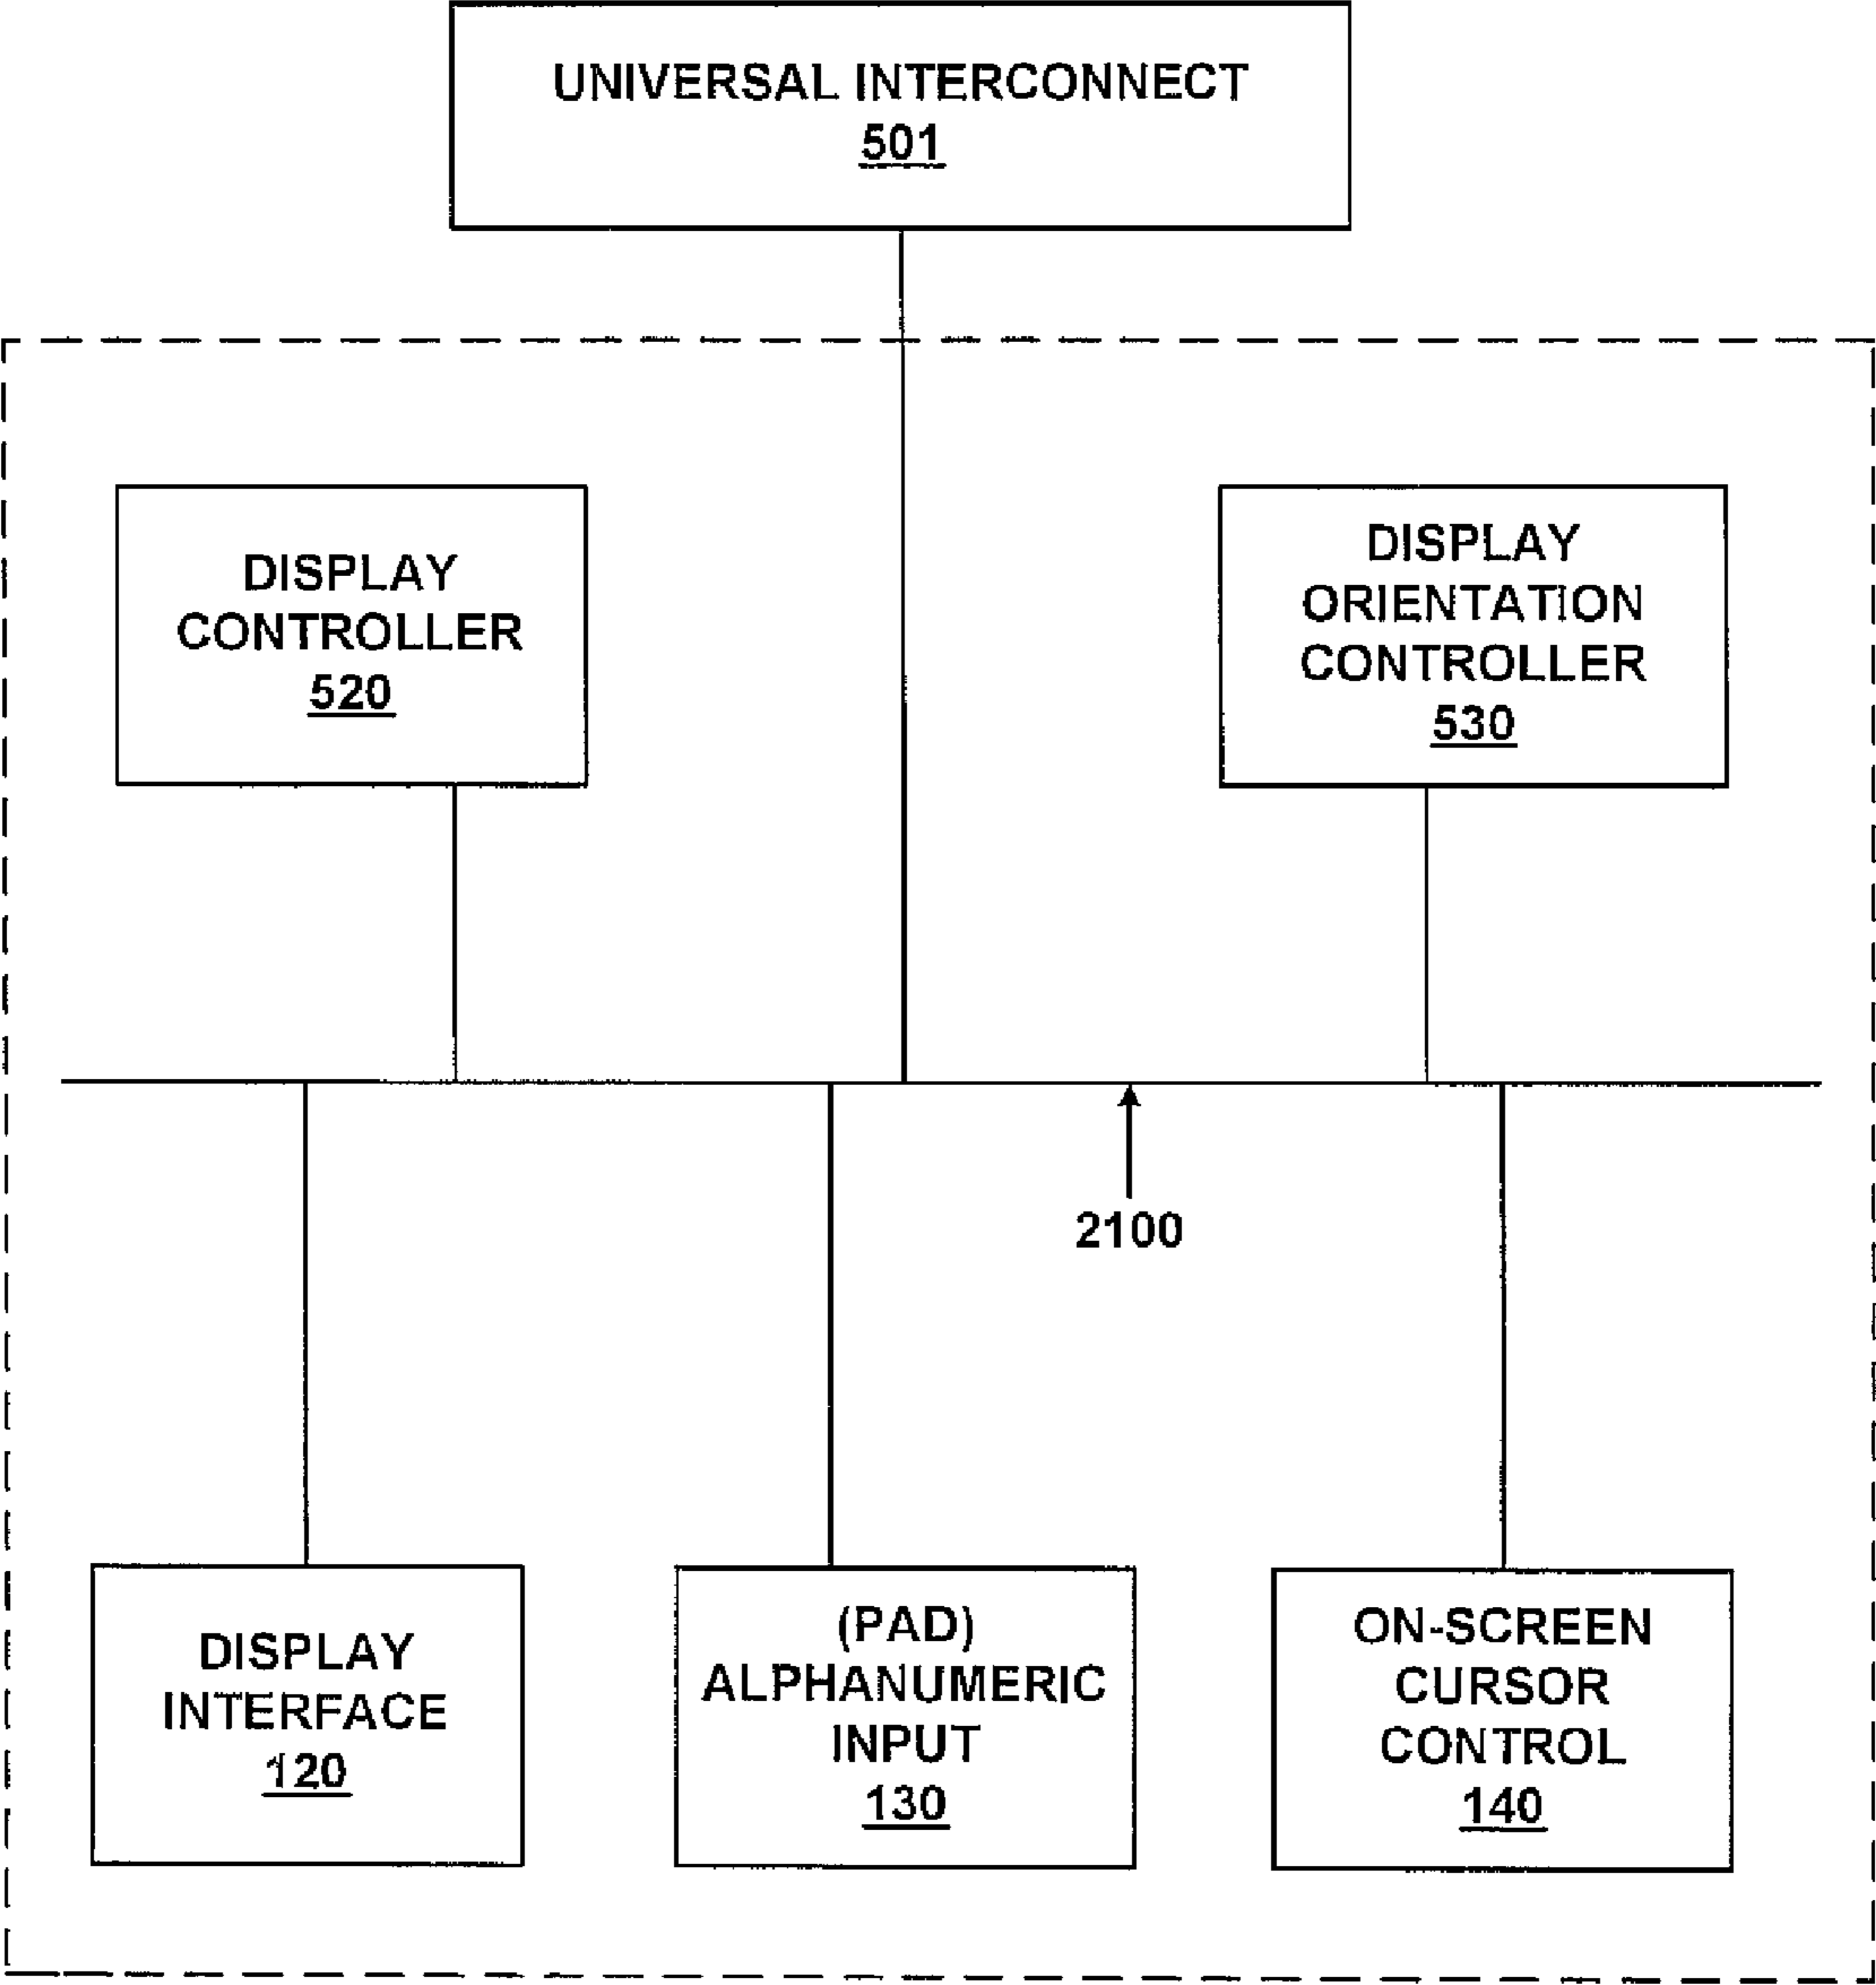 UNIVERSAL INTERCONNECT
501
DISPLAY
CONTROLLER
520
DISPLAY
ORIENTATION
CONTROLLER
530
2100
DISPLAY
INTERFACE
120
(PAD)
ALPHANUMERIC
INPUT
130
ON-SCREEN
CURSOR
CONTROL
140